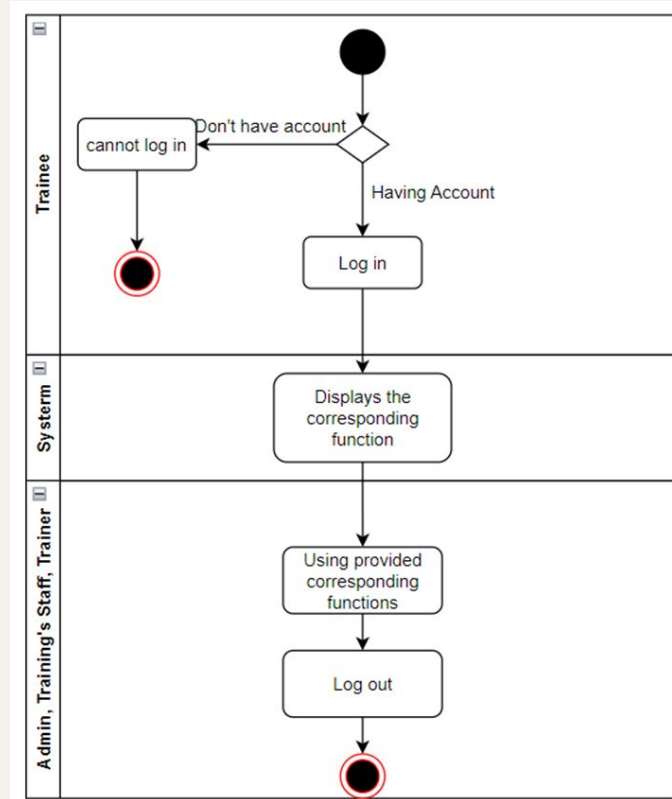 Trainee
Don't have account
cannot log in
Having Account
Log in
Systerm
Displays the
corresponding
function
Admin, Training's Staff, Trainer
Using provided
corresponding
functions
Log out